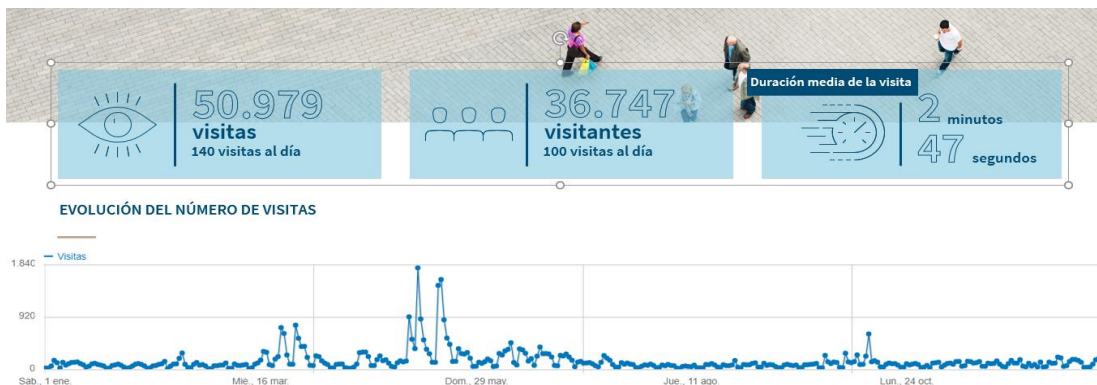 Duración media de la visita
50.979
visitas
140 visitas al día
36.747
visitantes
100 visitas al día
2 minutos
47 segundos
EVOLUCIÓN DEL NÚMERO DE VISITAS
Visitas
1.840
920
0
Sáb., 1 ene.
Mié., 16 mar.
Dom., 29 may.
Jue., 11 ago.
Lun., 24 oct.